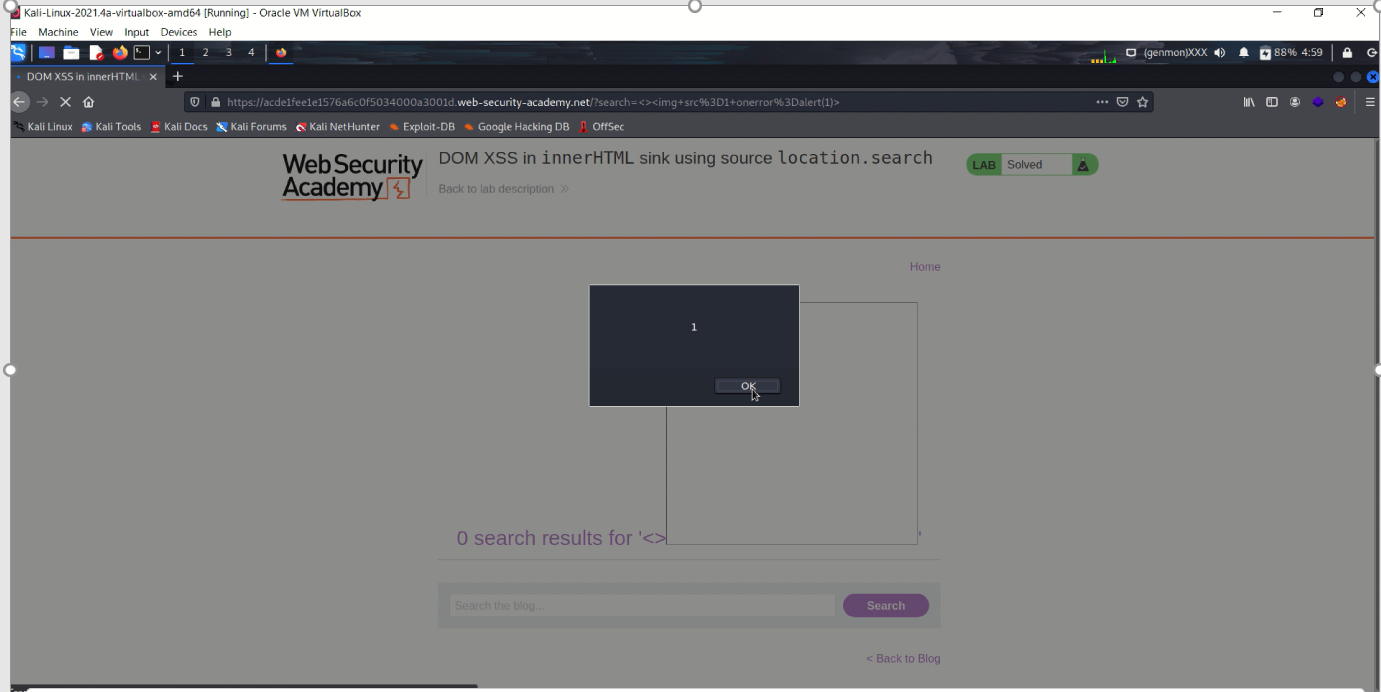 Kali-Linux-2021.4a-virtualbox-amd64 [Running] - Oracle VM VirtualBox
File Machine View Input Devices Help
1 2 3 4 (genmon)XXX 88% 4:59
DOM XSS in innerHTML
https://acde1fee1e1576a6c0f5034000a3001d.web-security-academy.net/?search=<><img+src%3D1+onerror%3Dalert(1)>
Kali Linux Kali Tools Kali Docs Kali Forums Kali NetHunter Exploit-DB Google Hacking DB OffSec
Web Security
Academy
DOM XSS in innerHTML sink using source location.search
Back to lab description »
LAB Solved
Home
1
OK
0 search results for '<> '
Search the blog...
Search
< Back to Blog